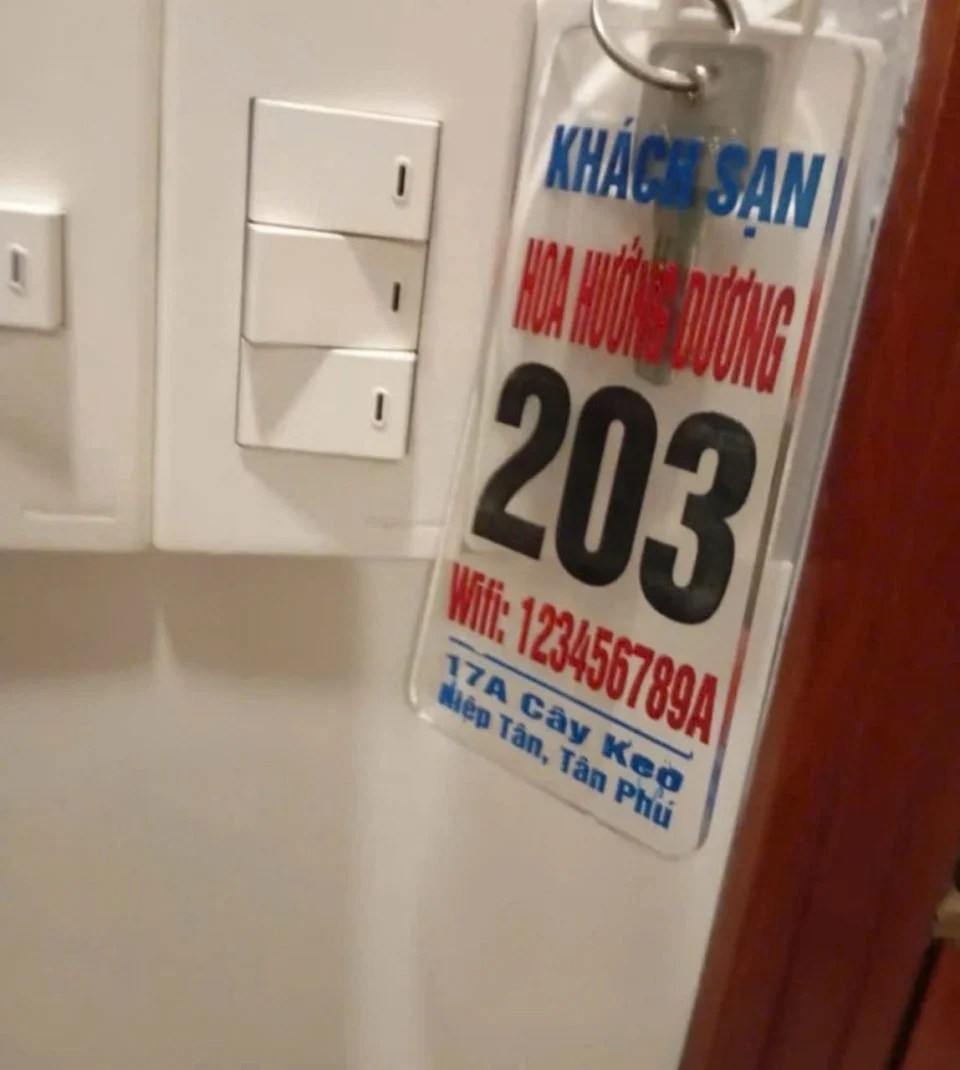 KHÁCH SẠN
HOA HƯỚNG DƯƠNG
203
Wifi: 123456789A
17A Cây Keo
Hiệp Tân, Tân Phú